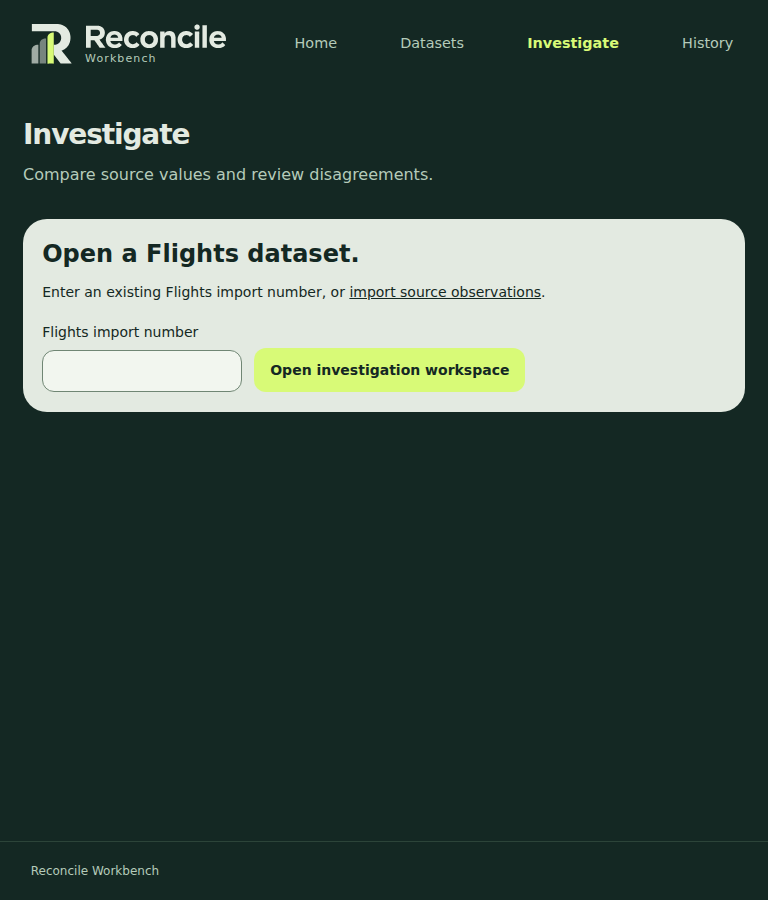 Reconcile
Workbench
Home
Datasets
Investigate
History
Investigate
Compare source values and review disagreements.
Open a Flights dataset.
Enter an existing Flights import number, or import source observations.
Flights import number
Open investigation workspace
Reconcile Workbench